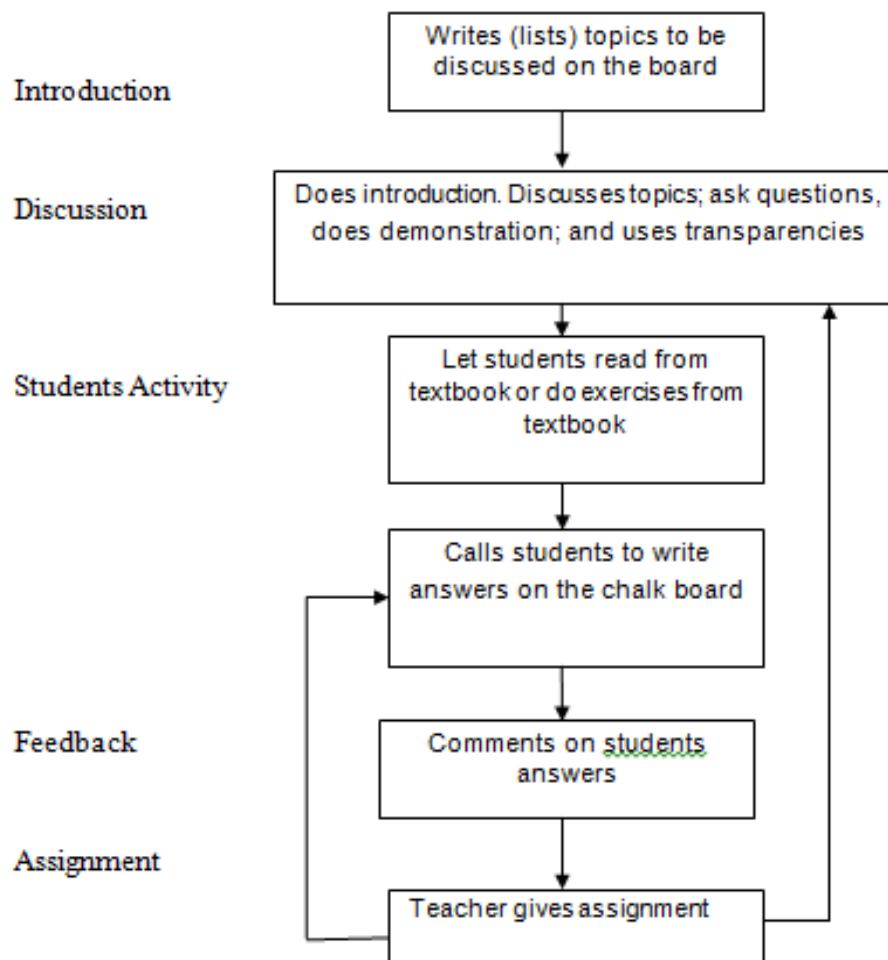 Writes (lists) topics to be
discussed on the board
Introduction
Does introduction. Discusses topics; ask questions,
does demonstration; and uses transparencies
Discussion
Let students read from
textbook or do exercises from
textbook
Students Activity
Calls students to write
answers on the chalk board
Feedback
Comments on students
answers
Assignment
Teacher gives assignment